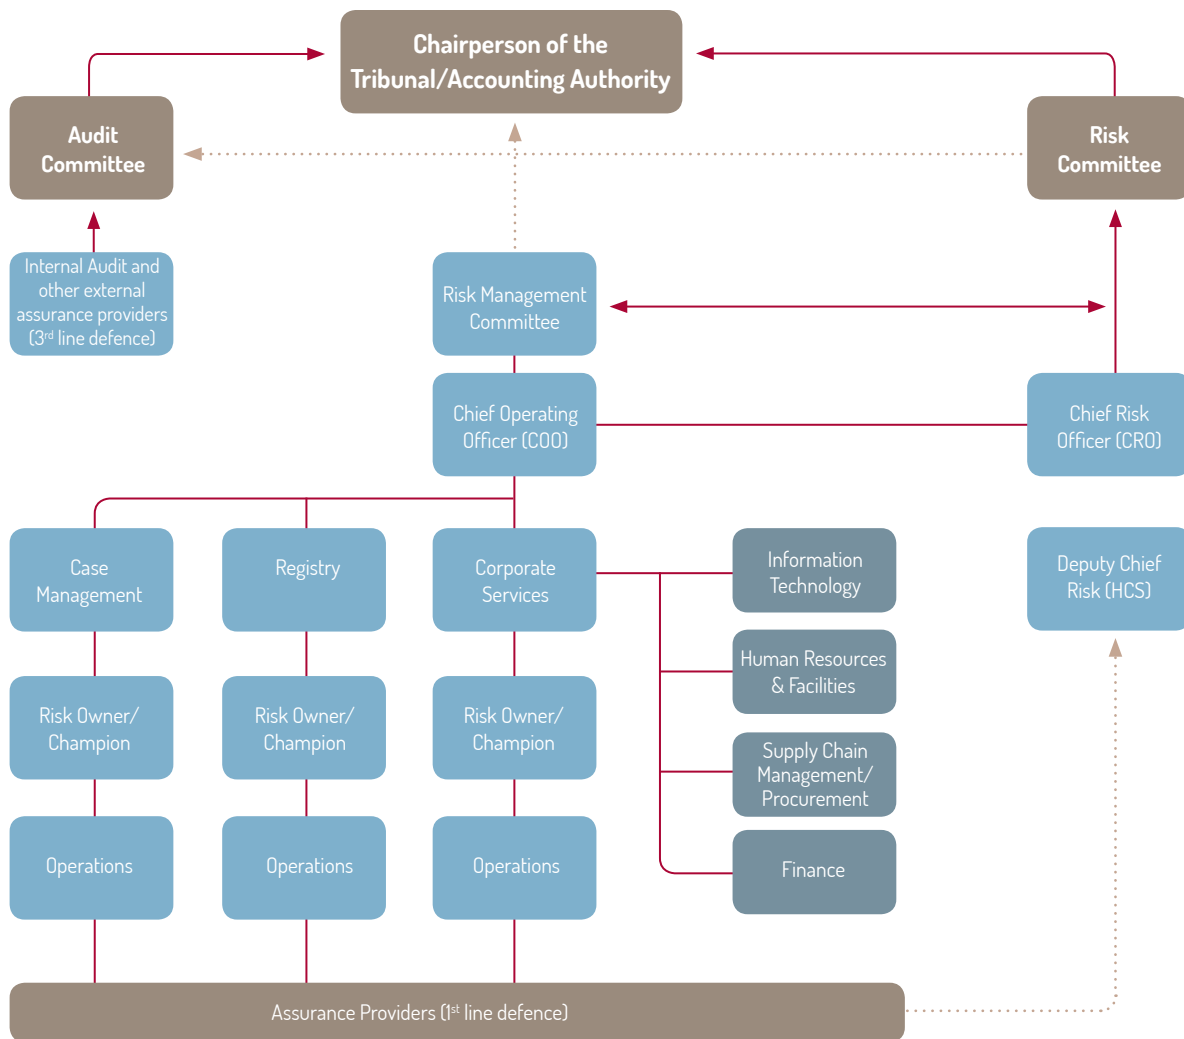 Chairperson of the
Tribunal/Accounting Authority
Audit
Committee
Risk
Committee
Internal Audit and
other external
assurance providers
(3rd line defence)
Risk Management
Committee
Chief Operating
Officer (COO)
Chief Risk
Officer (CRO)
Case
Management
Registry
Corporate
Services
Information
Technology
Deputy Chief
Risk (HCS)
Human Resources
& Facilities
Risk Owner/
Champion
Risk Owner/
Champion
Risk Owner/
Champion
Supply Chain
Management/
Procurement
Operations
Operations
Operations
Finance
Assurance Providers (1st line defence)